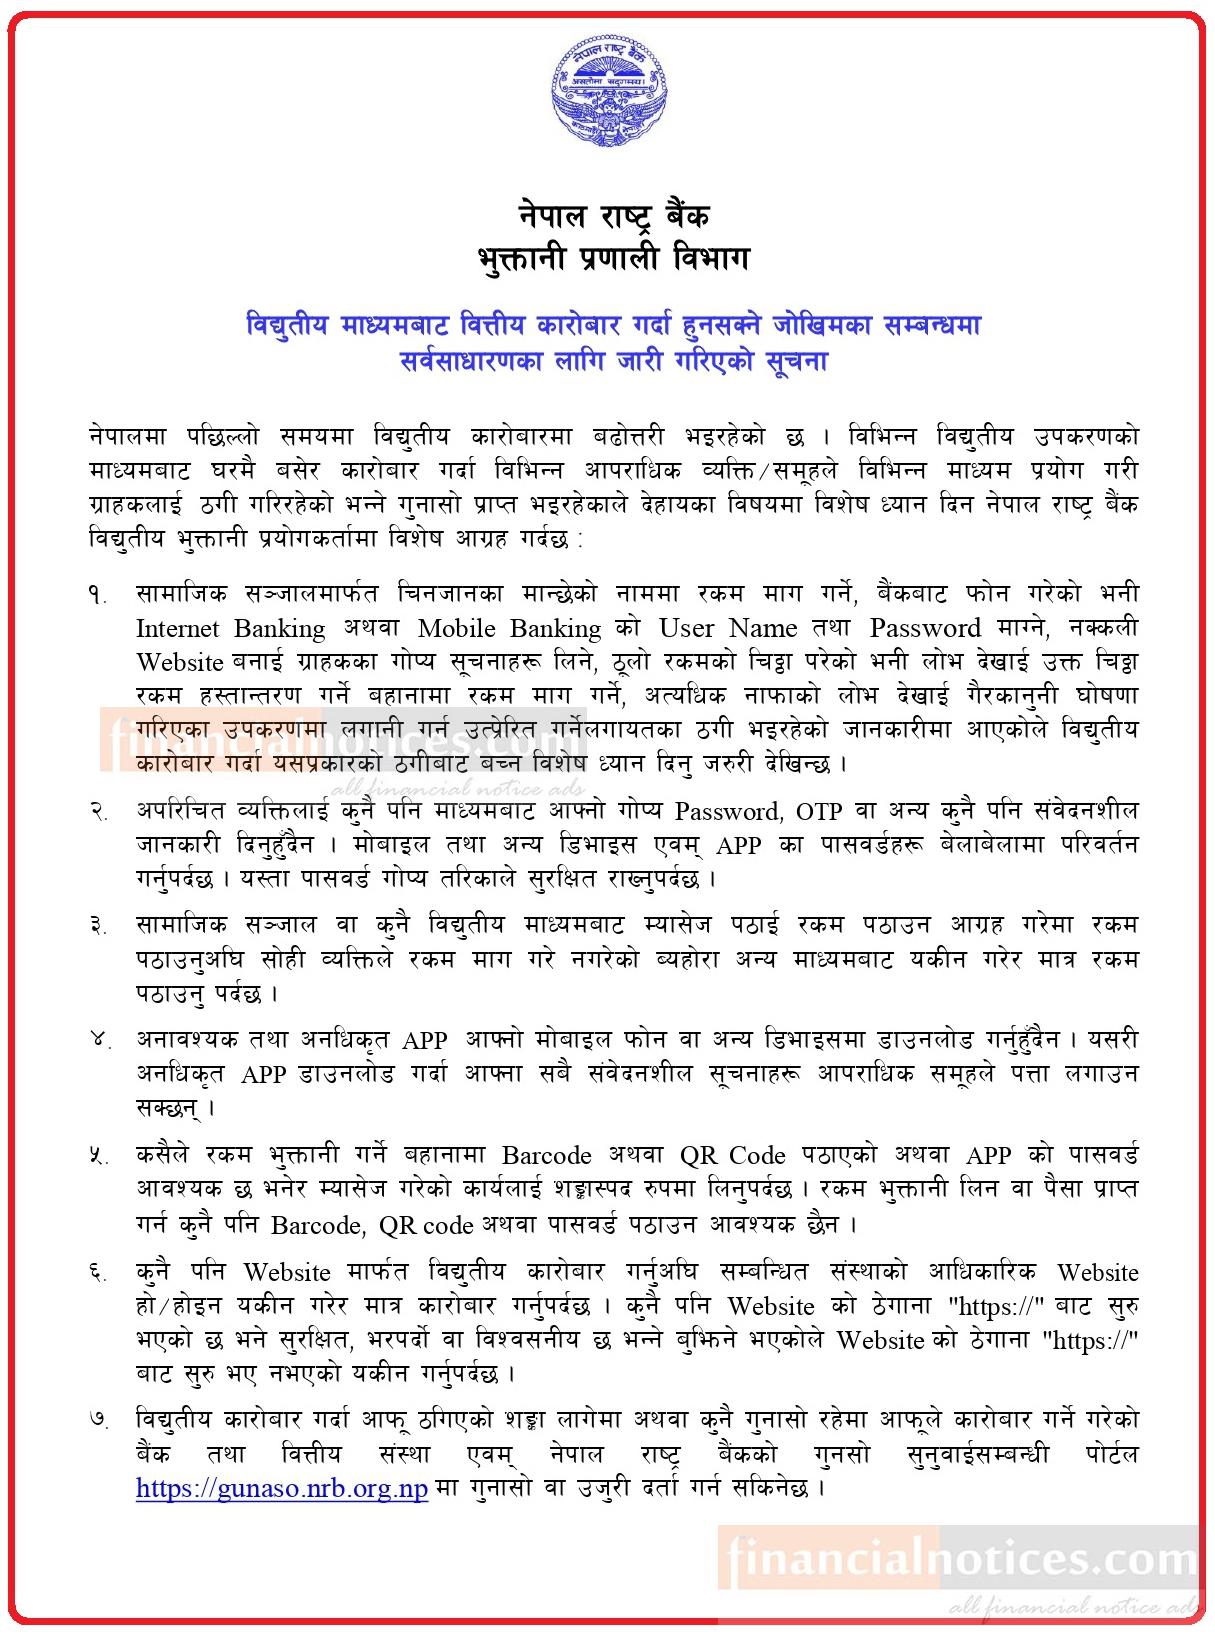 नेपाल राष्ट्र बैंक
असतोमा सद्गमय।
नेपाल राष्ट्र बैंक
भुक्तानी प्रणाली विभाग
विद्युतीय माध्यमबाट वित्तीय कारोबार गर्दा हुनसक्ने जोखिमका सम्बन्धमा
सर्वसाधारणका लागि जारी गरिएको सूचना
नेपालमा पछिल्लो समयमा विद्युतीय कारोबारमा बढोत्तरी भइरहेको छ । विभिन्न विद्युतीय उपकरणको
माध्यमबाट घरमै बसेर कारोबार गर्दा विभिन्न आपराधिक व्यक्ति/समूहले विभिन्न माध्यम प्रयोग गरी
ग्राहकलाई ठगी गरिरहेको भन्ने गुनासो प्राप्त भइरहेकाले देहायका विषयमा विशेष ध्यान दिन नेपाल राष्ट्र बैंक
विद्युतीय भुक्तानी प्रयोगकर्तामा विशेष आग्रह गर्दछ :
१. सामाजिक सञ्जालमार्फत चिनजानका मान्छेको नाममा रकम माग गर्ने, बैंकबाट फोन गरेको भनी
Internet Banking अथवा Mobile Banking को User Name तथा Password माग्ने, नक्कली
Website बनाई ग्राहकका गोप्य सूचनाहरू लिने, ठूलो रकमको चिठ्ठा परेको भनी लोभ देखाई उक्त चिठ्ठा
रकम हस्तान्तरण गर्ने बहानामा रकम माग गर्ने, अत्यधिक नाफाको लोभ देखाई गैरकानुनी घोषणा
गरिएका उपकरणमा लगानी गर्न उत्प्रेरित गर्नेलगायतका ठगी भइरहेको जानकारीमा आएकोले विद्युतीय
कारोबार गर्दा यसप्रकारको ठगीबाट बच्न विशेष ध्यान दिनु जरुरी देखिन्छ ।
financialnotices.com
all financial notice ads
२. अपरिचित व्यक्तिलाई कुनै पनि माध्यमबाट आफ्नो गोप्य Password, OTP वा अन्य कुनै पनि संवेदनशील
जानकारी दिनुहुँदैन । मोबाइल तथा अन्य डिभाइस एवम् APP का पासवर्डहरू बेलाबेलामा परिवर्तन
गर्नुपर्दछ । यस्ता पासवर्ड गोप्य तरिकाले सुरक्षित राख्नुपर्दछ ।
३. सामाजिक सञ्जाल वा कुनै विद्युतीय माध्यमबाट म्यासेज पठाई रकम पठाउन आग्रह गरेमा रकम
पठाउनुअघि सोही व्यक्तिले रकम माग गरे नगरेको ब्यहोरा अन्य माध्यमबाट यकीन गरेर मात्र रकम
पठाउनु पर्दछ ।
४. अनावश्यक तथा अनधिकृत APP आफ्नो मोबाइल फोन वा अन्य डिभाइसमा डाउनलोड गर्नुहुँदैन । यसरी
अनधिकृत APP डाउनलोड गर्दा आफ्ना सबै संवेदनशील सूचनाहरू आपराधिक समूहले पत्ता लगाउन
सक्छन् ।
५. कसैले रकम भुक्तानी गर्ने बहानामा Barcode अथवा QR Code पठाएको अथवा APP को पासवर्ड
आवश्यक छ भनेर म्यासेज गरेको कार्यलाई शङ्कास्पद रुपमा लिनुपर्दछ । रकम भुक्तानी लिन वा पैसा प्राप्त
गर्न कुनै पनि Barcode, QR code अथवा पासवर्ड पठाउन आवश्यक छैन ।
६. कुनै पनि Website मार्फत विद्युतीय कारोबार गर्नुअघि सम्बन्धित संस्थाको आधिकारिक Website
हो/होइन यकीन गरेर मात्र कारोबार गर्नुपर्दछ । कुनै पनि Website को ठेगाना "https://" बाट सुरु
भएको छ भने सुरक्षित, भरपर्दो वा विश्वसनीय छ भन्ने बुझिने भएकोले Website को ठेगाना "https://"
बाट सुरु भए नभएको यकीन गर्नुपर्दछ ।
७. विद्युतीय कारोबार गर्दा आफू ठगिएको शङ्का लागेमा अथवा कुनै गुनासो रहेमा आफूले कारोबार गर्ने गरेको
बैंक तथा वित्तीय संस्था एवम् नेपाल राष्ट्र बैंकको गुनसो सुनुवाईसम्बन्धी पोर्टल
https://gunaso.nrb.org.np मा गुनासो वा उजुरी दर्ता गर्न सकिनेछ ।
financialnotices.com
all financial notice ads